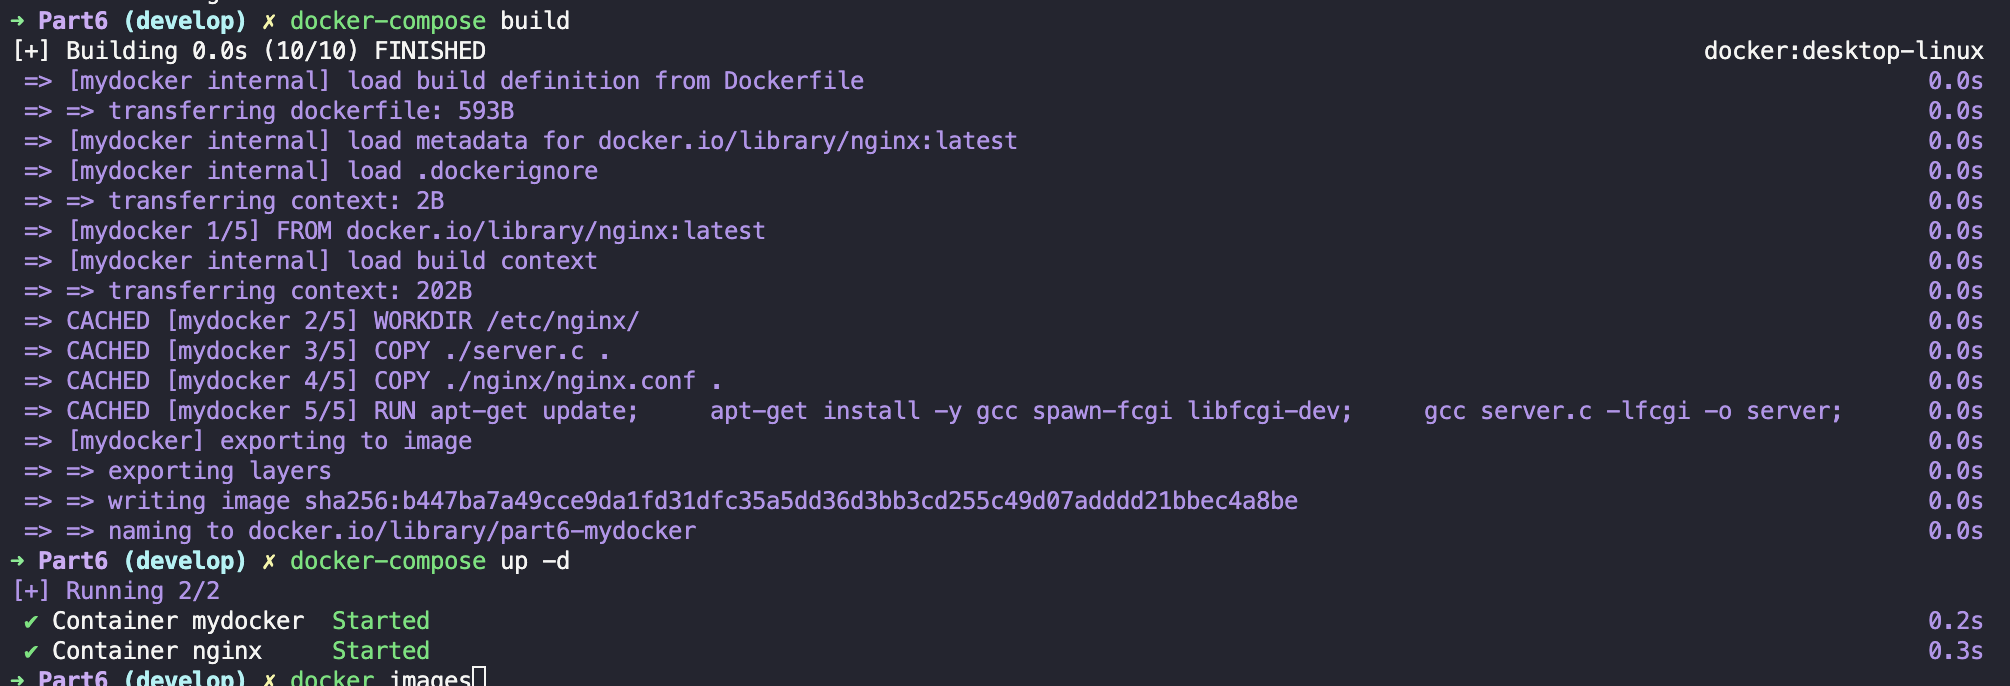 ➜ Part6 (develop) ✗ docker-compose build
[+] Building 0.0s (10/10) FINISHED docker:desktop-linux
=> [mydocker internal] load build definition from Dockerfile 0.0s
=> => transferring dockerfile: 593B 0.0s
=> [mydocker internal] load metadata for docker.io/library/nginx:latest 0.0s
=> [mydocker internal] load .dockerignore 0.0s
=> => transferring context: 2B 0.0s
=> [mydocker 1/5] FROM docker.io/library/nginx:latest 0.0s
=> [mydocker internal] load build context 0.0s
=> => transferring context: 202B 0.0s
=> CACHED [mydocker 2/5] WORKDIR /etc/nginx/ 0.0s
=> CACHED [mydocker 3/5] COPY ./server.c . 0.0s
=> CACHED [mydocker 4/5] COPY ./nginx/nginx.conf . 0.0s
=> CACHED [mydocker 5/5] RUN apt-get update;     apt-get install -y gcc spawn-fcgi libfcgi-dev;     gcc server.c -lfcgi -o server; 0.0s
=> [mydocker] exporting to image 0.0s
=> => exporting layers 0.0s
=> => writing image sha256:b447ba7a49cce9da1fd31dfc35a5dd36d3bb3cd255c49d07adddd21bbec4a8be 0.0s
=> => naming to docker.io/library/part6-mydocker 0.0s
➜ Part6 (develop) ✗ docker-compose up -d
[+] Running 2/2
✔ Container mydocker Started 0.2s
✔ Container nginx Started 0.3s
➜ Part6 (develop) ✗ docker images